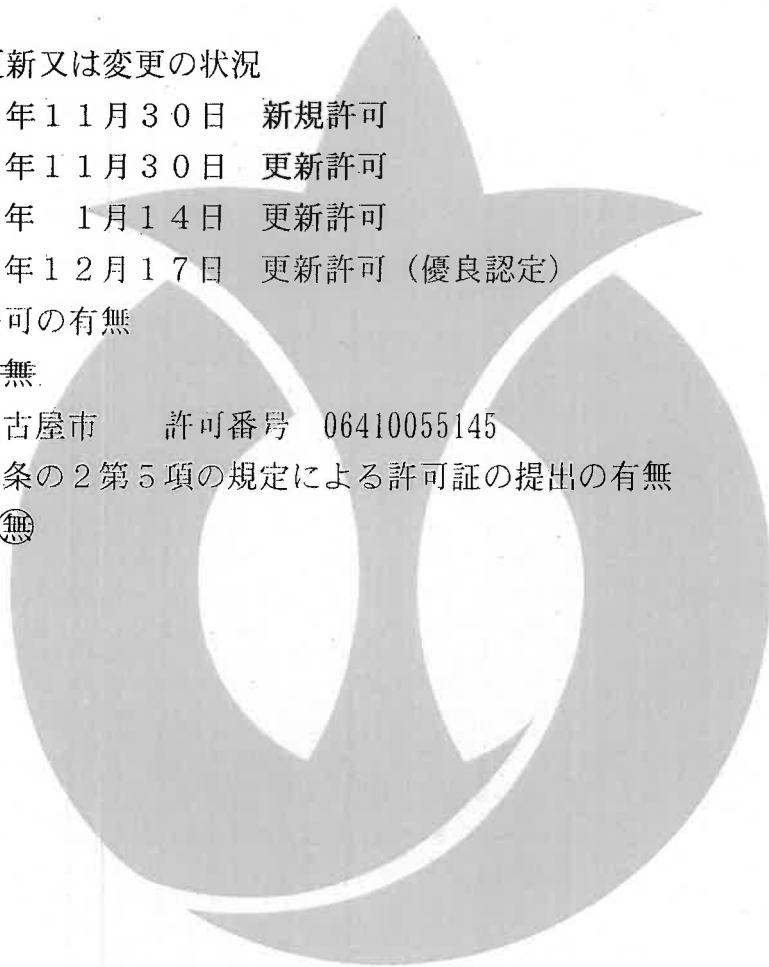 更新又は変更の状況
年11月30日　新規許可
年11月30日　更新許可
年　1月14日　更新許可
年12月17日　更新許可（優良認定）
可の有無
無
古屋市　　許可番号　06410055145
条の2第5項の規定による許可証の提出の有無
㊒無